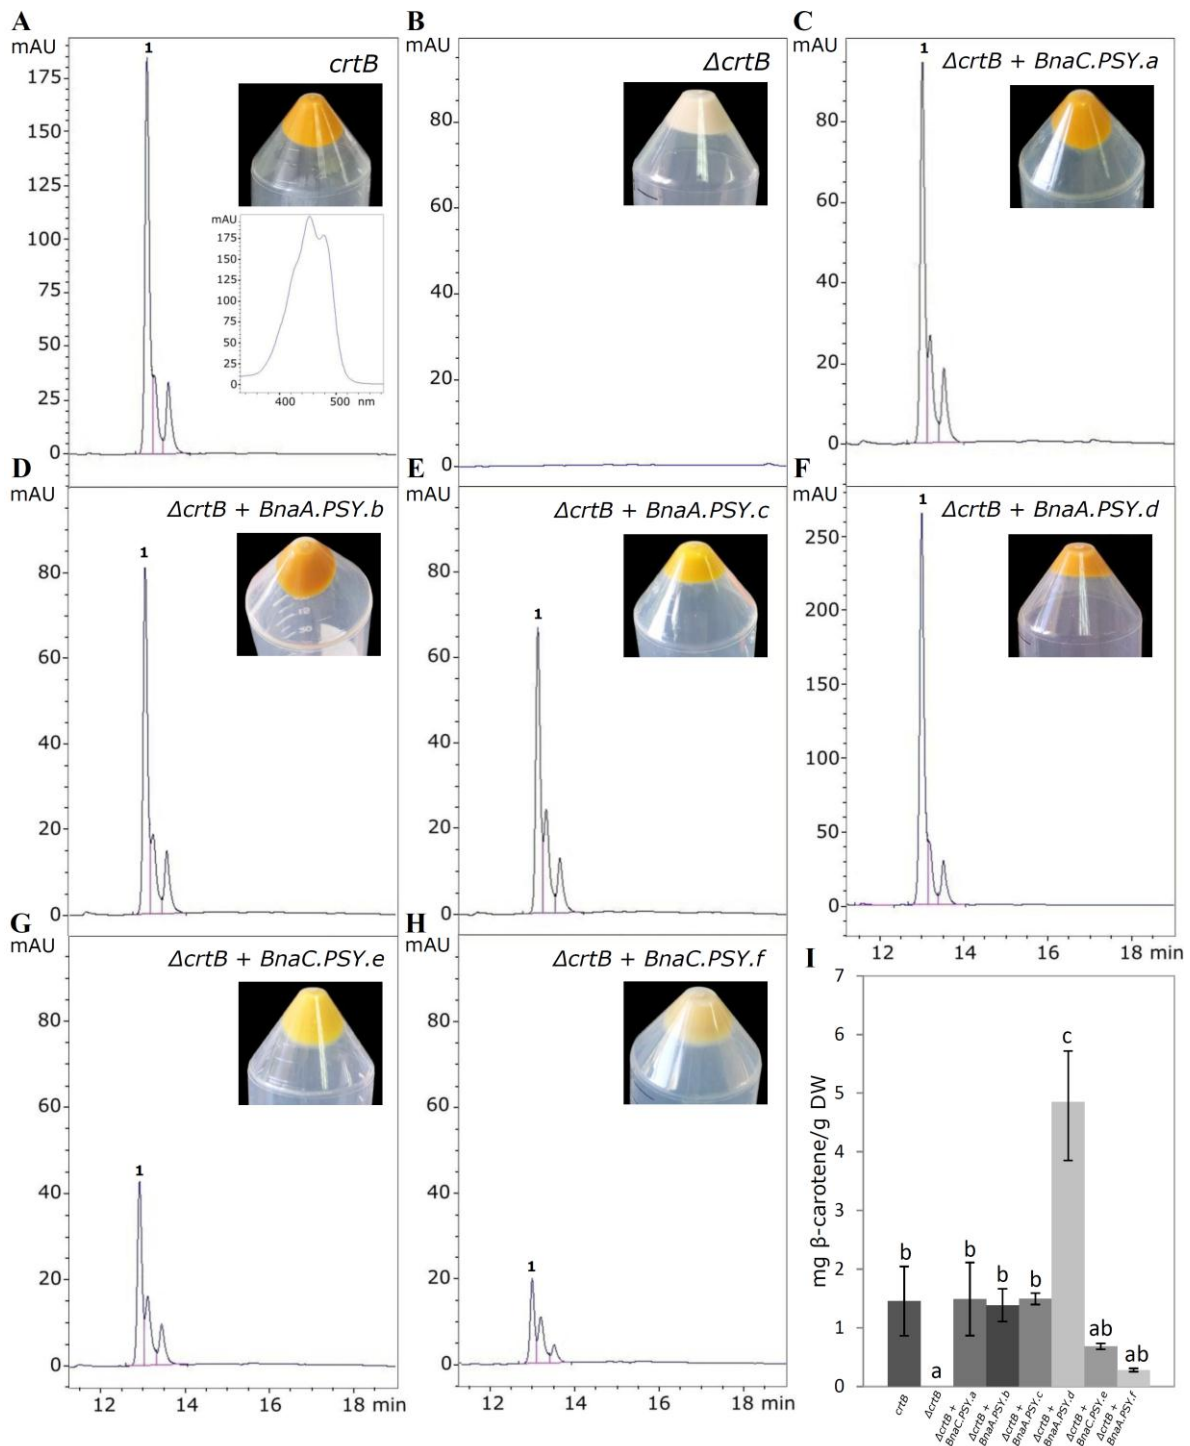 A
mAU
1
crtB
175
150
125
100
75
50
25
0
mAU
175
150
125
100
75
50
25
0
400
500
nm
B
mAU
ΔcrtB
80
60
40
20
0
C
mAU
1
ΔcrtB + BnaC.PSY.a
80
60
40
20
0
D
mAU
ΔcrtB + BnaA.PSY.b
1
80
60
40
20
0
E
mAU
ΔcrtB + BnaA.PSY.c
1
80
60
40
20
0
F
mAU
1
ΔcrtB + BnaA.PSY.d
250
200
150
100
50
0
12
14
16
18 min
G
mAU
ΔcrtB + BnaC.PSY.e
1
80
60
40
20
0
12
14
16
18
min
H
mAU
ΔcrtB + BnaC.PSY.f
1
80
60
40
20
0
12
14
16
18
min
I
mg β-carotene/g DW
7
6
5
4
3
2
1
0
b
a
b
b
b
c
ab
ab
crtB
ΔcrtB
ΔcrtB +
BnaC.PSY.a
ΔcrtB +
BnaA.PSY.b
ΔcrtB +
BnaA.PSY.c
ΔcrtB +
BnaA.PSY.d
ΔcrtB +
BnaC.PSY.e
ΔcrtB +
BnaA.PSY.f